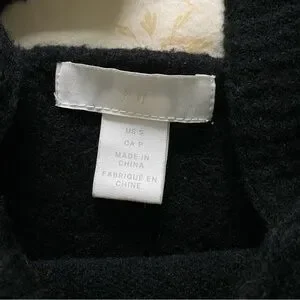 US S
CA P
MADE IN
CHINA
FABRIQUÉ EN
CHINE